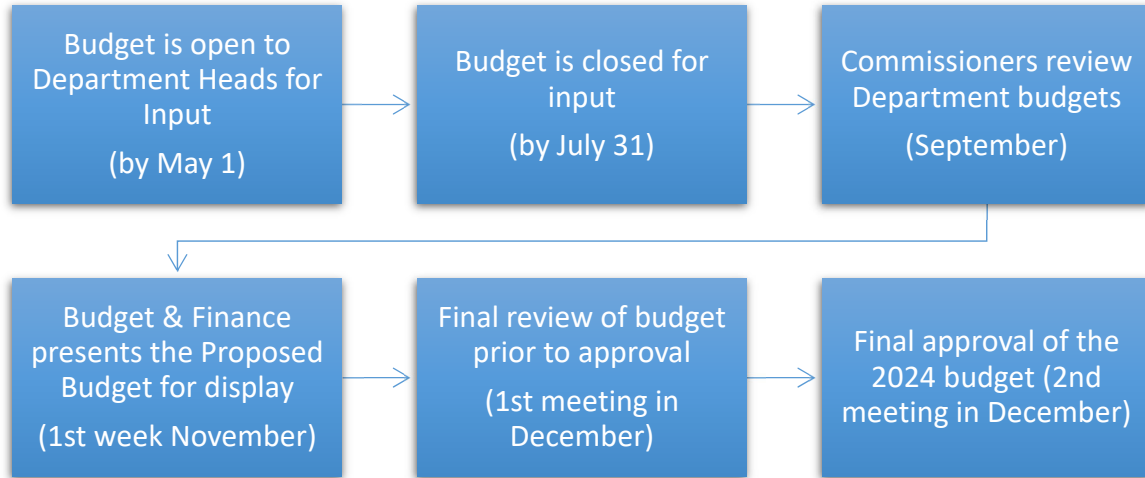 Budget is open to
Department Heads for
Input
(by May 1)
Budget is closed for
input
(by July 31)
Commissioners review
Department budgets
(September)
Budget & Finance
presents the Proposed
Budget for display
(1st week November)
Final review of budget
prior to approval
(1st meeting in
December)
Final approval of the
2024 budget (2nd
meeting in December)